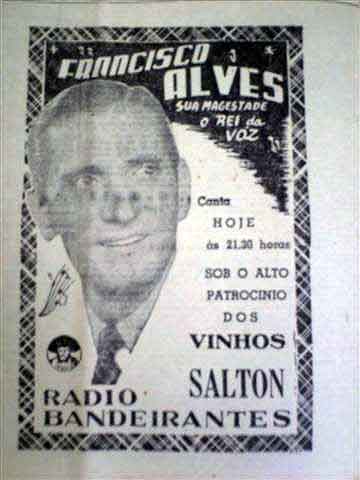 FRANCISCO
ALVES
SUA MAGESTADE
O REI da
VOZ
Canta
HOJE
ás 21,30 horas
SOB O ALTO
PATROCINIO
DOS
VINHOS
SALTON
RADIO
BANDEIRANTES